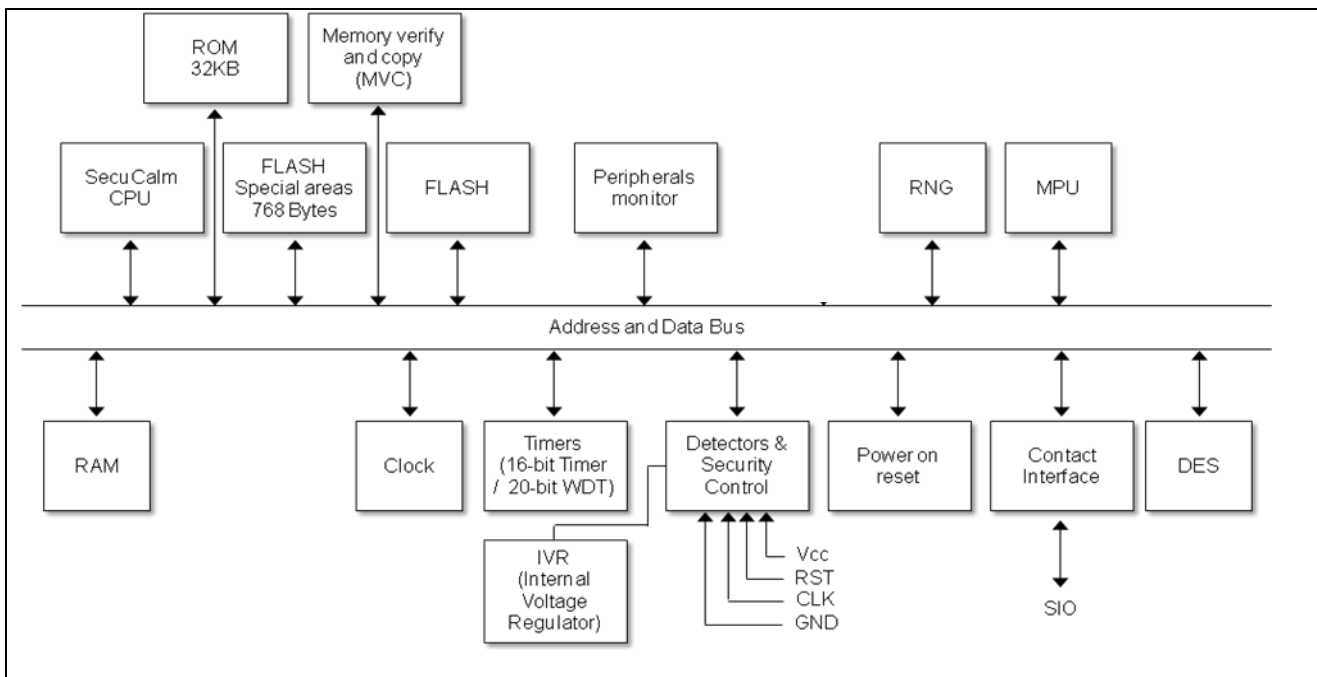 ROM
32KB
Memory verify
and copy
(MVC)
SecuCalm
CPU
FLASH
Special areas
768 Bytes
FLASH
Peripherals
monitor
RNG
MPU
Address and Data Bus
RAM
Clock
Timers
(16-bit Timer
/ 20-bit WDT)
Detectors &
Security
Control
Power on
reset
Contact
Interface
DES
IVR
(Internal
Voltage
Regulator)
Vcc
RST
CLK
GND
SIO